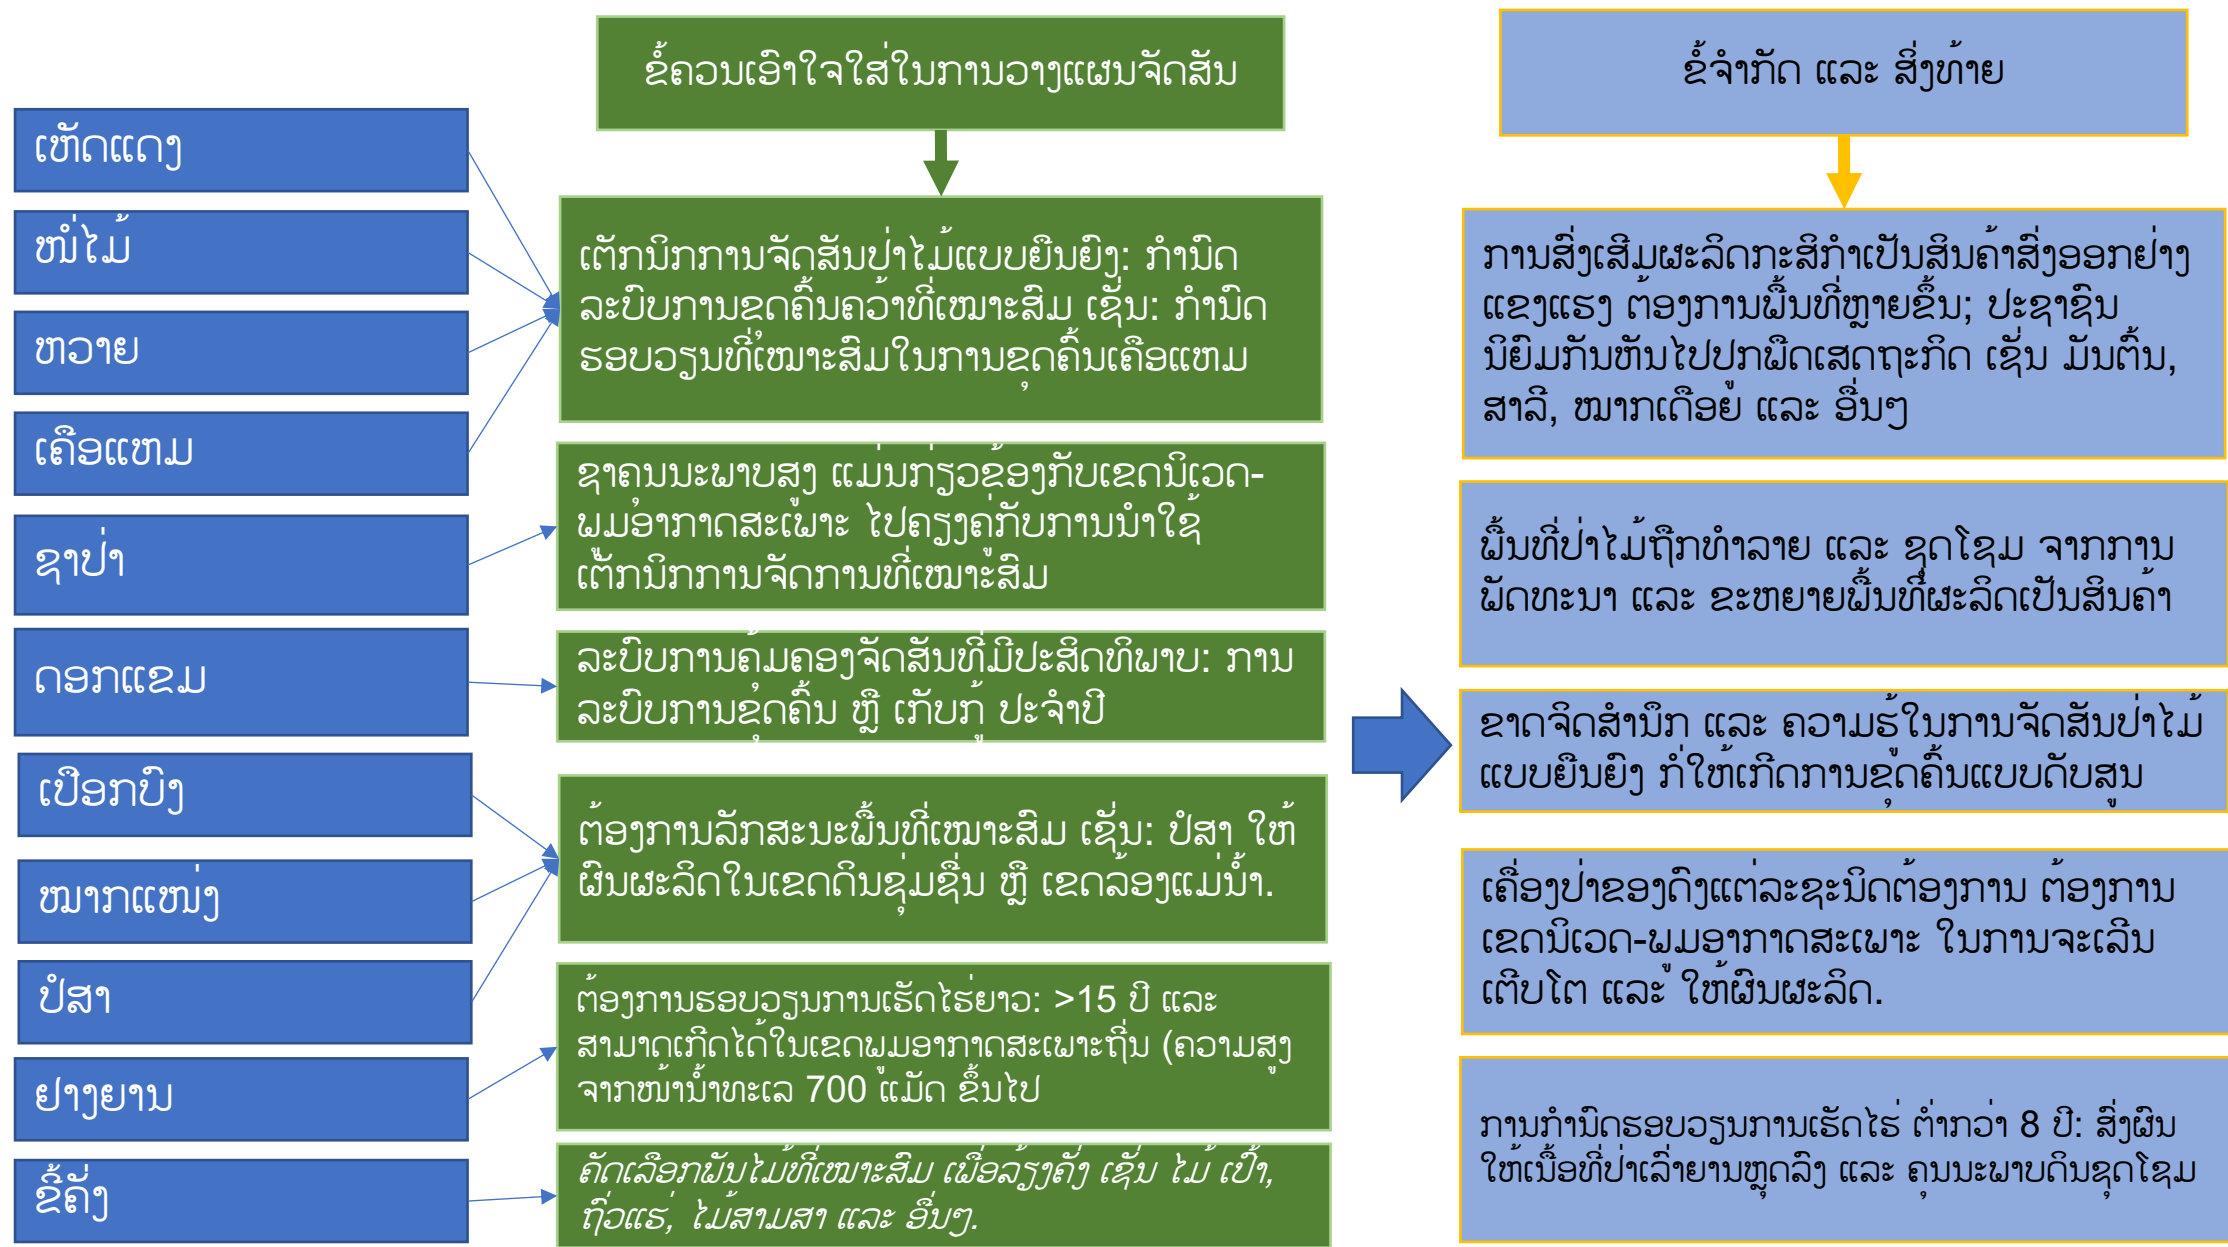 ເຫັດແດງ
ໜໍ່ໄມ້
ຫວາຍ
ເຄືອແຫມ
ຊາປ່າ
ດອກແຂມ
ເປືອກບົງ
ໝາກແໜ່ງ
ປໍສາ
ຢາງຍານ
ຂີ້ຄັ່ງ
ຂໍ້ຄວນເອົາໃຈໃສ່ໃນການວາງແຜນຈັດສັນ
ເຕັກນິກການຈັດສັນປ່າໄມ້ແບບຍືນຍົງ: ກຳນົດ
ລະບົບການຂຸດຄົ້ນຄວ້າທີ່ເໝາະສົມ ເຊັ່ນ: ກຳນົດ
ຮອບວຽນທີ່ເໝາະສົມໃນການຂຸດຄົ້ນເຄືອແຫມ
ຊາຄຸນນະພາບສູງ ແມ່ນກ່ຽວຂ້ອງກັບເຂດນິເວດ-
ພູມອາກາດສະເພາະ ໄປຄຽງຄູ່ກັບການນຳໃຊ້
ເຕັກນິກການຈັດການທີ່ເໝາະສົມ
ລະບົບການຄຸ້ມຄອງຈັດສັນທີ່ມີປະສິດທິພາບ: ການ
ລະບົບການຂຸດຄົ້ນ ຫຼື ເກັບກູ້ ປະຈຳປີ
ຕ້ອງການລັກສະນະພື້ນທີ່ເໝາະສົມ ເຊັ່ນ: ປໍສາ ໃຫ້
ຜົນຜະລິດໃນເຂດດິນຊຸ່ມຊື່ນ ຫຼື ເຂດລ້ອງແມ່ນ້ຳ.
ຕ້ອງການຮອບວຽນການເຮັດໄຮ່ຍາວ: >15 ປີ ແລະ
ສາມາດເກີດໄດ້ໃນເຂດພູມອາກາດສະເພາະຖິ່ນ (ຄວາມສູງ
ຈາກໜ້ານ້ຳທະເລ 700 ແມັດ ຂຶ້ນໄປ
ຄັດເລືອກພັນໄມ້ທີ່ເໝາະສົມ ເພື່ອລ້ຽງຄັ່ງ ເຊັ່ນ ໄມ້ ເປົ້າ,
ຖົ່ວແຮ່, ໄມ້ສາມສາ ແລະ ອື່ນໆ.
ຂໍ້ຈຳກັດ ແລະ ສິ່ງທ້າຍ
ການສົ່ງເສີມຜະລິດກະສິກຳເປັນສິນຄ້າສົ່ງອອກຢ່າງ
ແຂງແຮງ ຕ້ອງການພື້ນທີ່ຫຼາຍຂຶ້ນ; ປະຊາຊົນ
ນິຍົມກັນຫັນໄປປູກພືດເສດຖະກິດ ເຊັ່ນ ມັນຕົ້ນ,
ສາລີ, ໝາກເດືອຍ ແລະ ອື່ນໆ
ພື້ນທີ່ປ່າໄມ້ຖືກທຳລາຍ ແລະ ຊຸດໂຊມ ຈາກການ
ພັດທະນາ ແລະ ຂະຫຍາຍພື້ນທີ່ຜະລິດເປັນສິນຄ້າ
ຂາດຈິດສຳນຶກ ແລະ ຄວາມຮູ້ໃນການຈັດສັນປ່າໄມ້
ແບບຍືນຍົງ ກໍ່ໃຫ້ເກີດການຂຸດຄົ້ນແບບດັບສູນ
ເຄື່ອງປ່າຂອງດົງແຕ່ລະຊະນິດຕ້ອງການ ຕ້ອງການ
ເຂດນິເວດ-ພູມອາກາດສະເພາະ ໃນການຈະເລີນ
ເຕີບໂຕ ແລະ ໃຫ້ຜົນຜະລິດ.
ການກຳນົດຮອບວຽນການເຮັດໄຮ່ ຕ່ຳກວ່າ 8 ປີ: ສົ່ງຜົນ
ໃຫ້ເນື້ອທີ່ປ່າເລົ່າຍານຫຼຸດລົງ ແລະ ຄຸນນະພາບດິນຊຸດໂຊມ